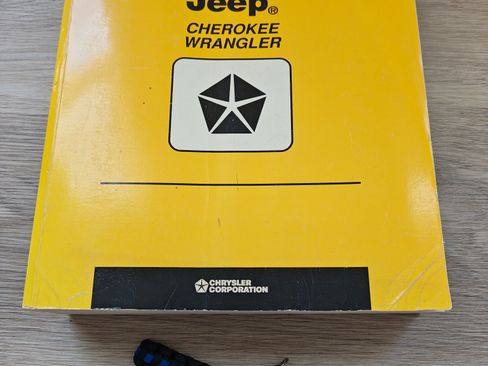 Jeep®
CHEROKEE
WRANGLER
CHRYSLER
CORPORATION